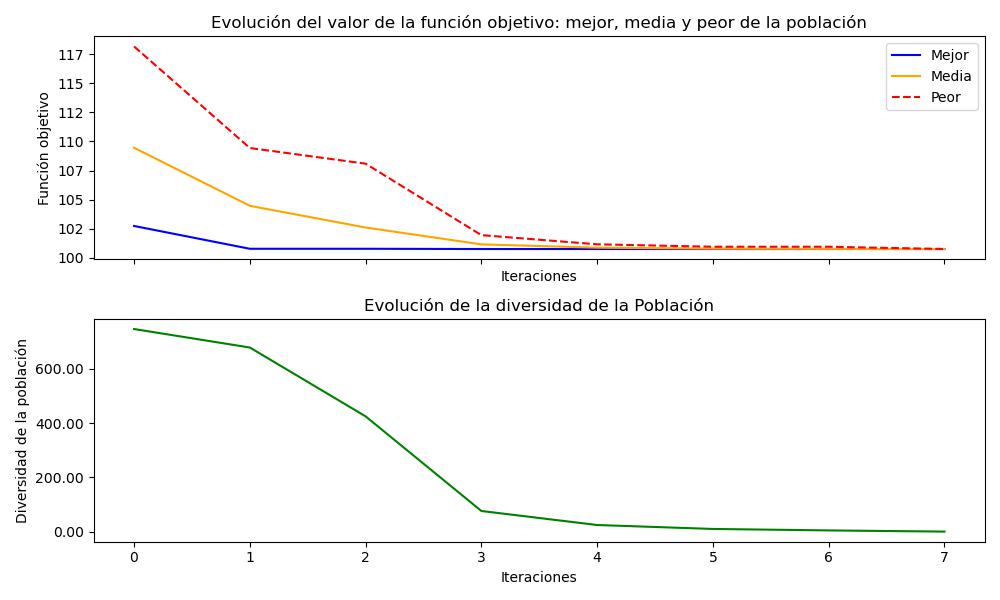 Evolución del valor de la función objetivo: mejor, media y peor de la población
Función objetivo
117
115
112
110
107
105
102
100
Mejor
Media
Peor
Iteraciones
Evolución de la diversidad de la Población
Diversidad de la población
600.00
400.00
200.00
0.00
0 1 2 3 4 5 6 7
Iteraciones